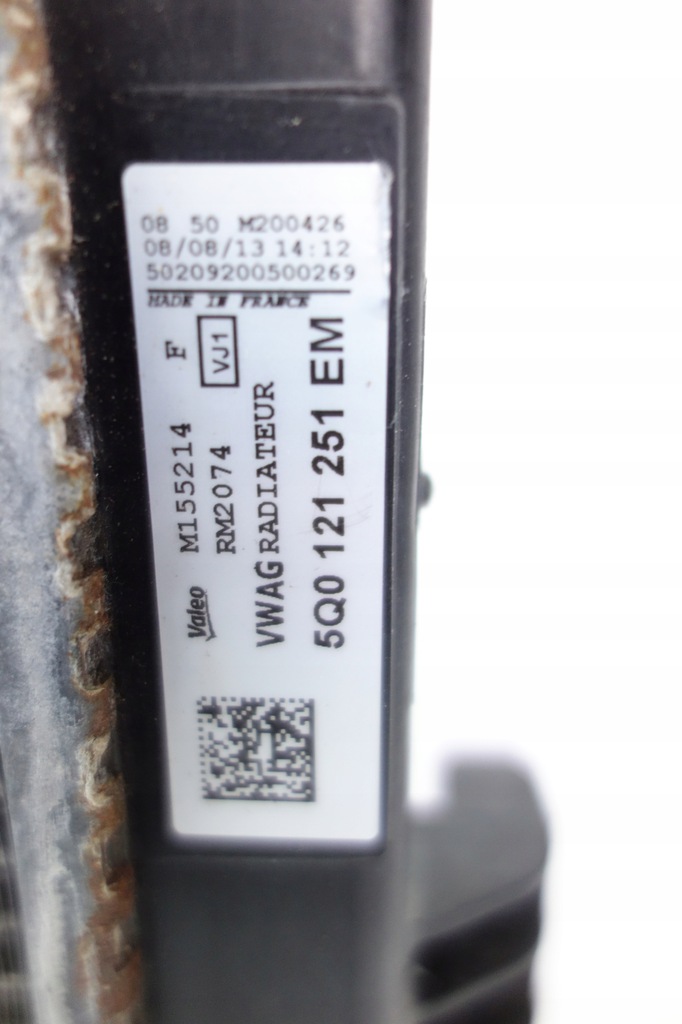 08 50 M200426
08/08/13 14:12
50209200500269
MADE IN FRANCE
F
VJ1
Valeo M155214
RM2074
VWAG RADIATEUR
5Q0 121 251 EM